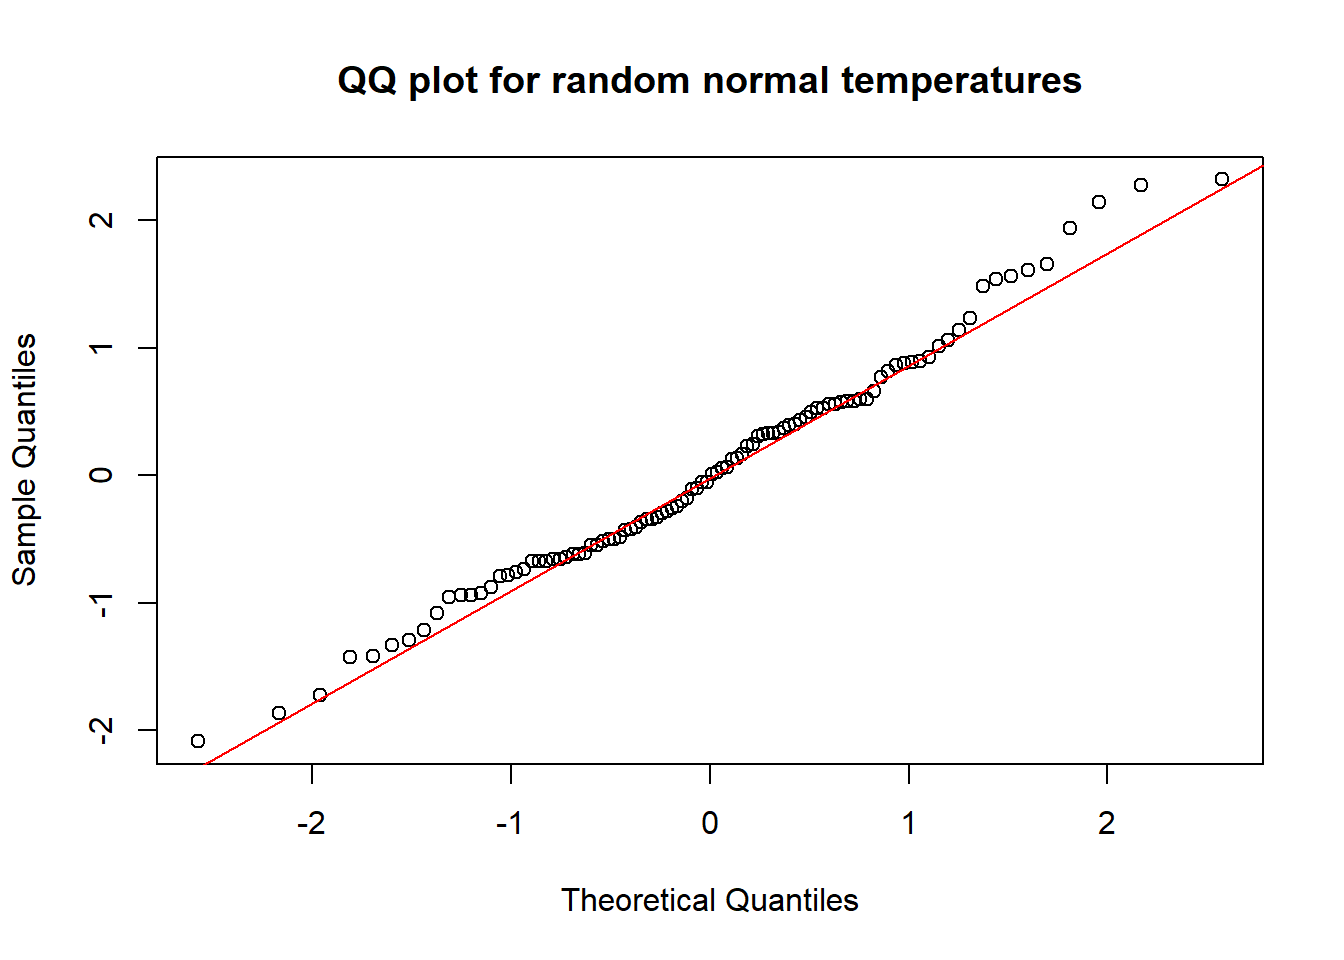 QQ plot for random normal temperatures
Sample Quantiles
2
1
0
-1
-2
-2 -1 0 1 2
Theoretical Quantiles